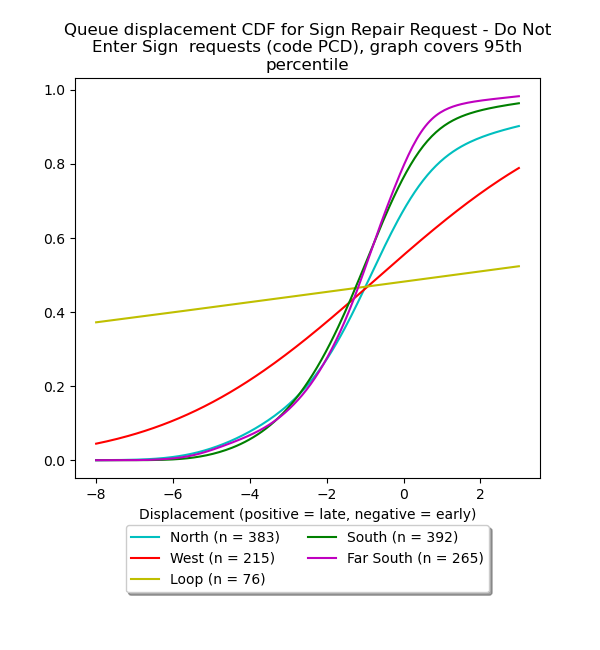 Queue displacement CDF for Sign Repair Request - Do Not
Enter Sign  requests (code PCD), graph covers 95th
percentile
1.0
0.8
0.6
0.4
0.2
0.0
−8 −6 −4 −2 0 2
Displacement (positive = late, negative = early)
North (n = 383) South (n = 392)
West (n = 215) Far South (n = 265)
Loop (n = 76)